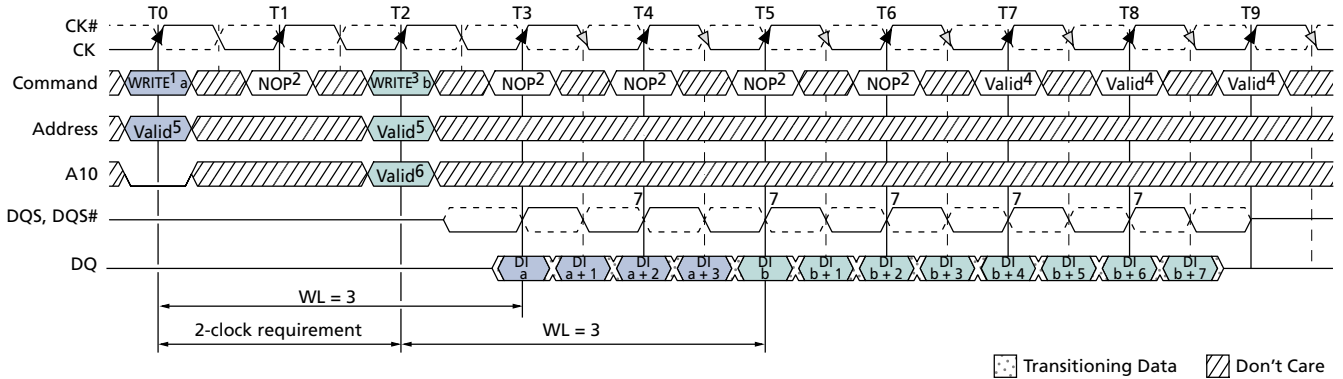 T0 T1 T2 T3 T4 T5 T6 T7 T8 T9
CK#
CK
Command WRITE1 a NOP2 WRITE3 b NOP2 NOP2 NOP2 NOP2 Valid4 Valid4 Valid4
Address Valid5 Valid5
A10 Valid6
7 7 7 7 7
DQS, DQS#
DQ DI a DI a + 1 DI a + 2 DI a + 3 DI b DI b + 1 DI b + 2 DI b + 3 DI b + 4 DI b + 5 DI b + 6 DI b + 7
WL = 3
2-clock requirement WL = 3
Transitioning Data Don't Care